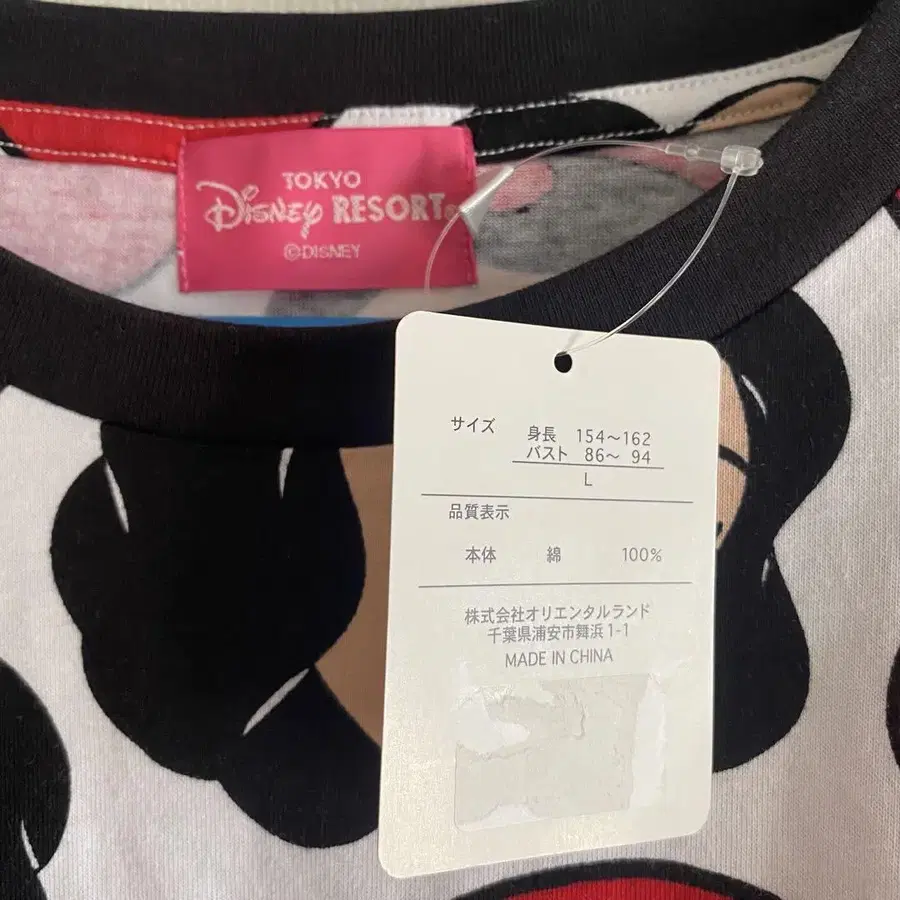 TOKYO
Disney RESORT
©DISNEY
サイズ 身長 154〜162
バスト 86〜 94
L
品質表示
本体 綿 100%
株式会社オリエンタルランド
千葉県浦安市舞浜1-1
MADE IN CHINA